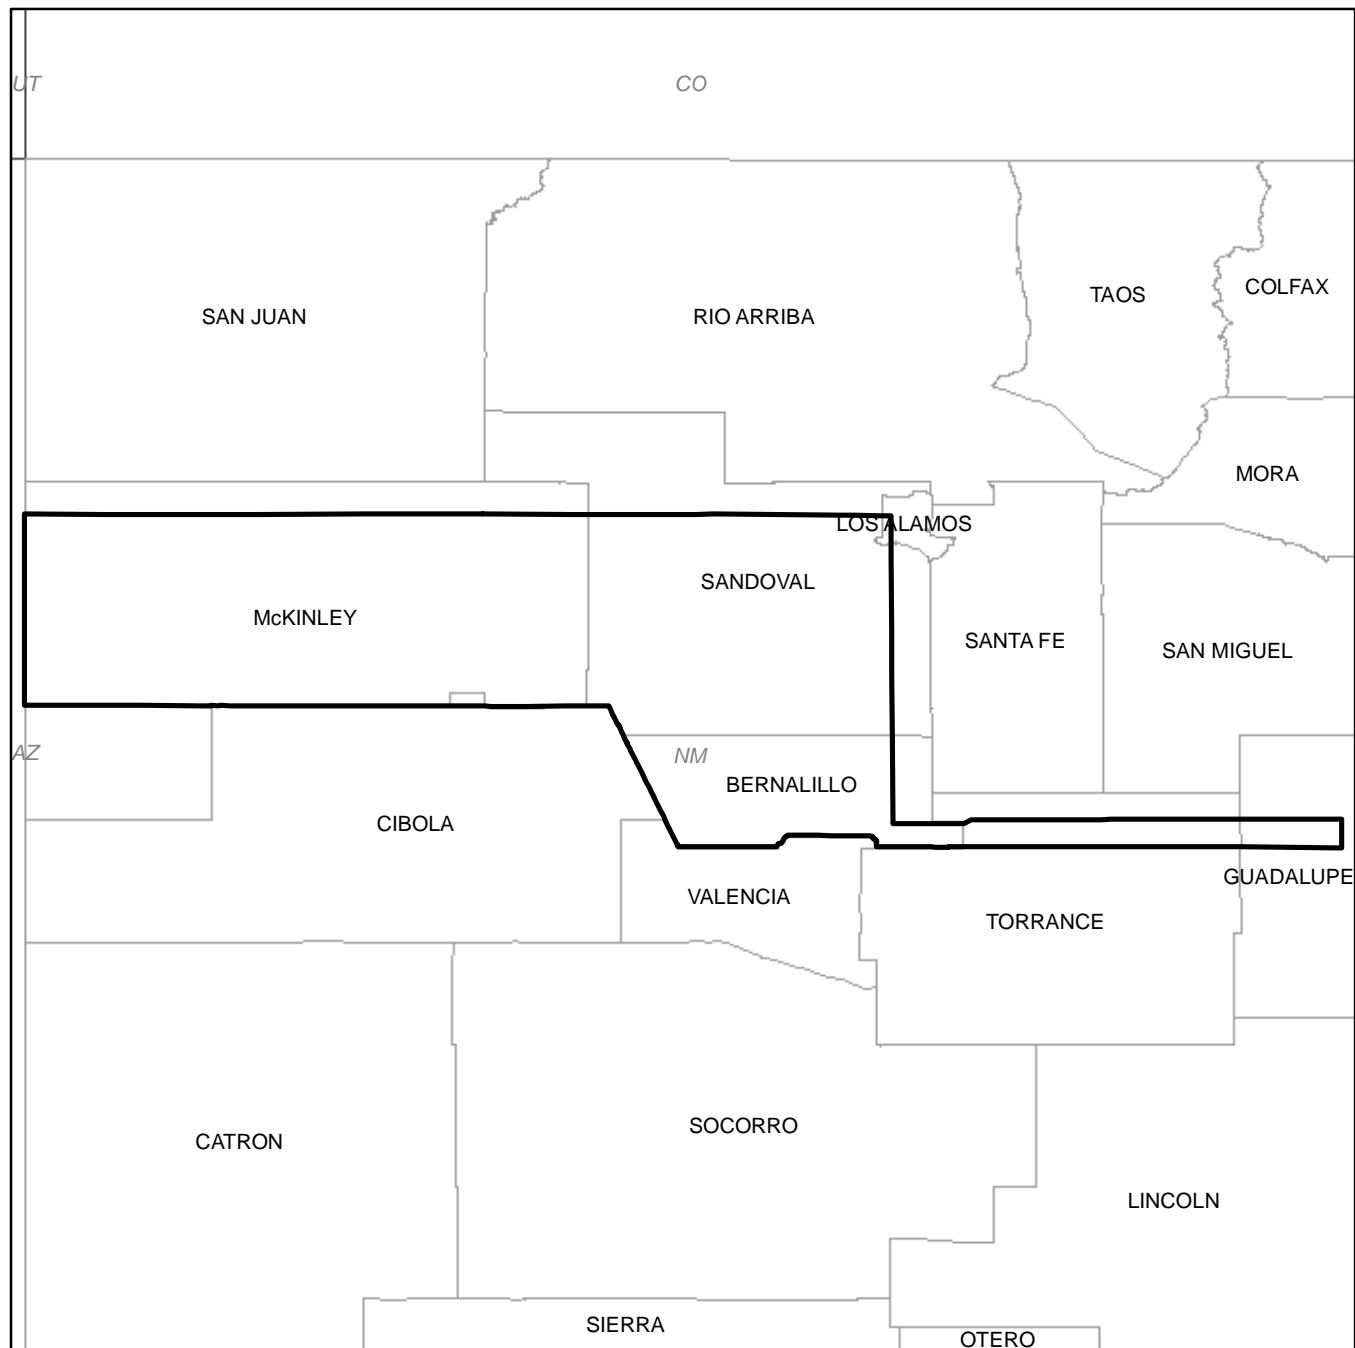 UT
CO
COLFAX
TAOS
SAN JUAN
RIO ARRIBA
MORA
LOS ALAMOS
SANDOVAL
McKINLEY
SANTA FE
SAN MIGUEL
AZ
NM
BERNALILLO
CIBOLA
GUADALUPE
VALENCIA
TORRANCE
SOCORRO
CATRON
LINCOLN
SIERRA
OTERO